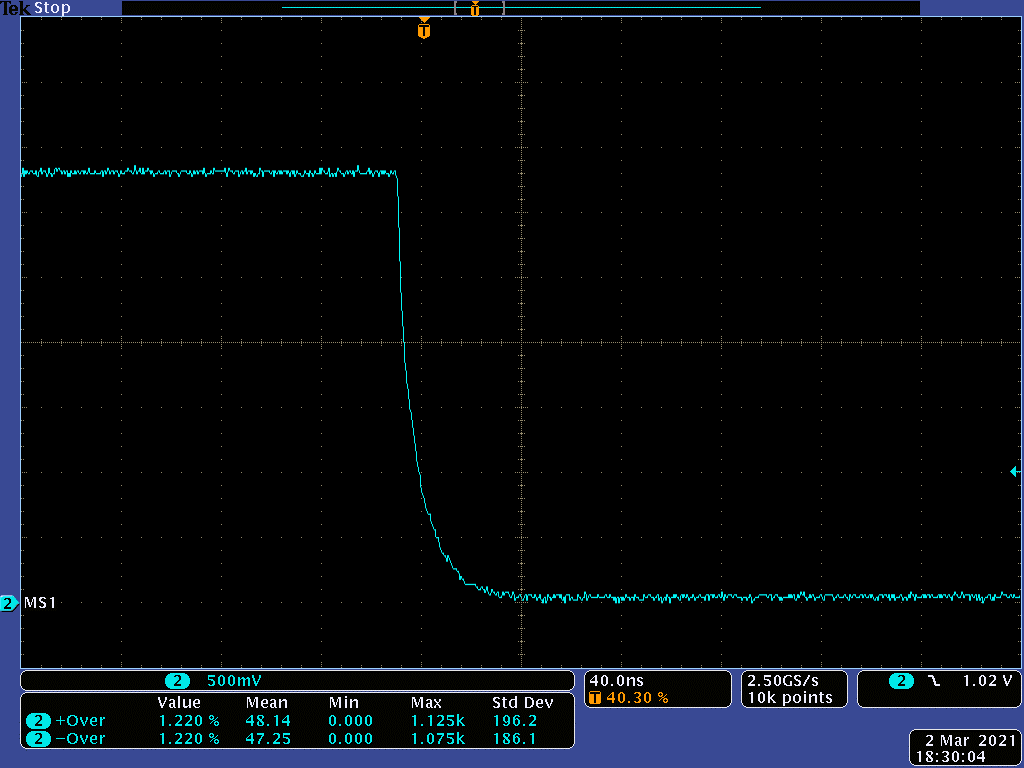 Tek Stop
T
T
2 MS1
2 500mV
40.0ns
T 40.30 %
2.50GS/s
10k points
2 1.02 V
Value Mean Min Max Std Dev
2 +Over 1.220 % 48.14 0.000 1.125k 196.2
2 −Over 1.220 % 47.25 0.000 1.075k 186.1
2 Mar 2021
18:30:04